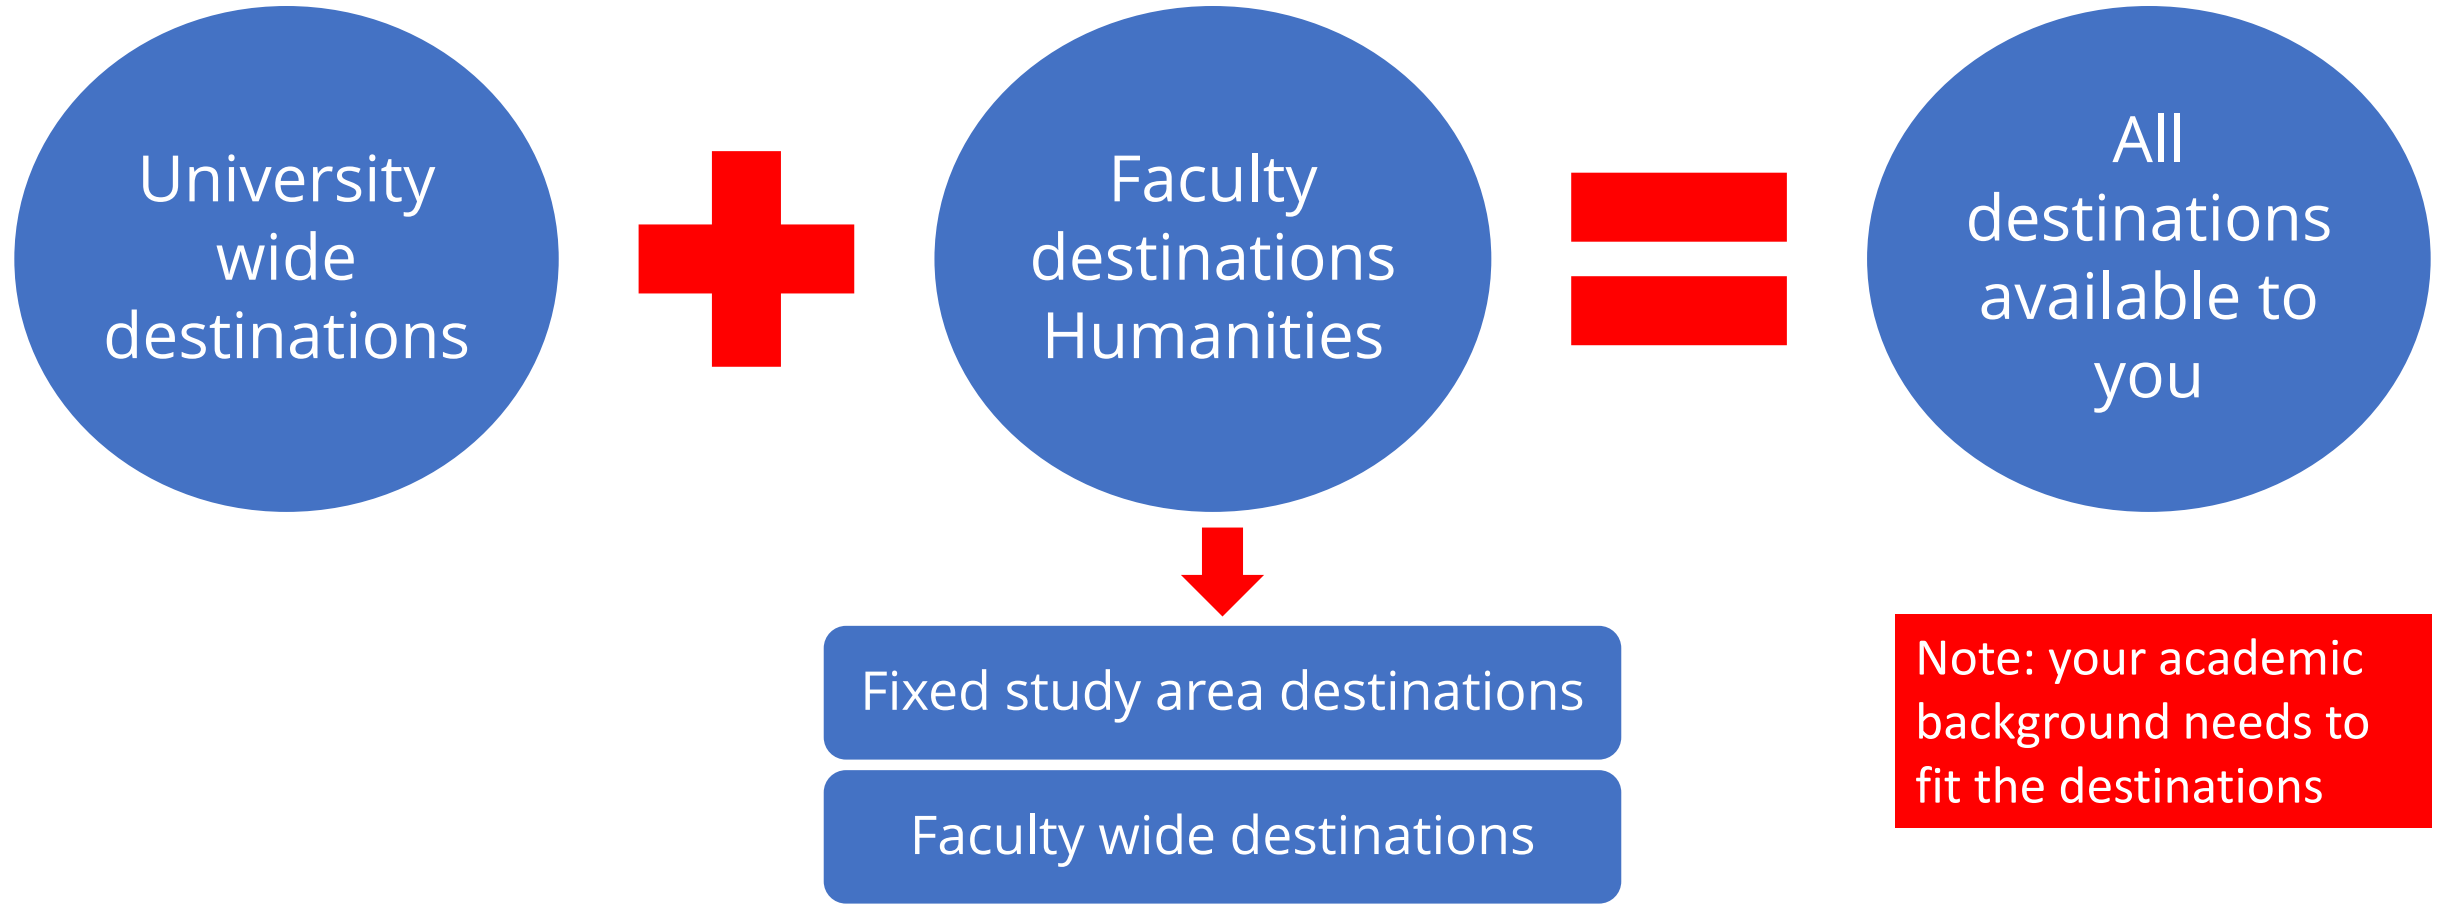 University
wide
destinations
Faculty
destinations
Humanities
All
destinations
available to
you
Fixed study area destinations
Faculty wide destinations
Note: your academic
background needs to
fit the destinations